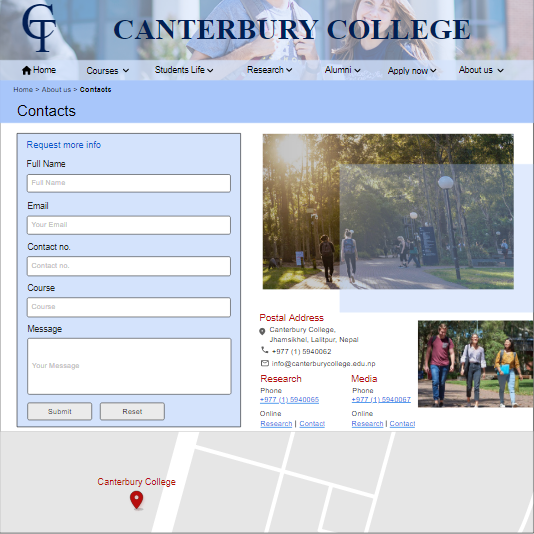 CT
CANTERBURY COLLEGE
Home Courses Students Life Research Alumni Apply now About us
Home > About us > Contacts
Contacts
Request more info
Full Name
Full Name
Email
Your Email
Contact no.
Contact no.
Course
Course
Message
Your Message
Submit Reset
Postal Address
Canterbury College,
Jhamsikhel, Lalitpur, Nepal
+977 (1) 5940062
info@canterburycollege.edu.np
Research Media
Phone Phone
+977 (1) 5940065 +977 (1) 5940067
Online Online
Research | Contact Research | Contact
Canterbury College